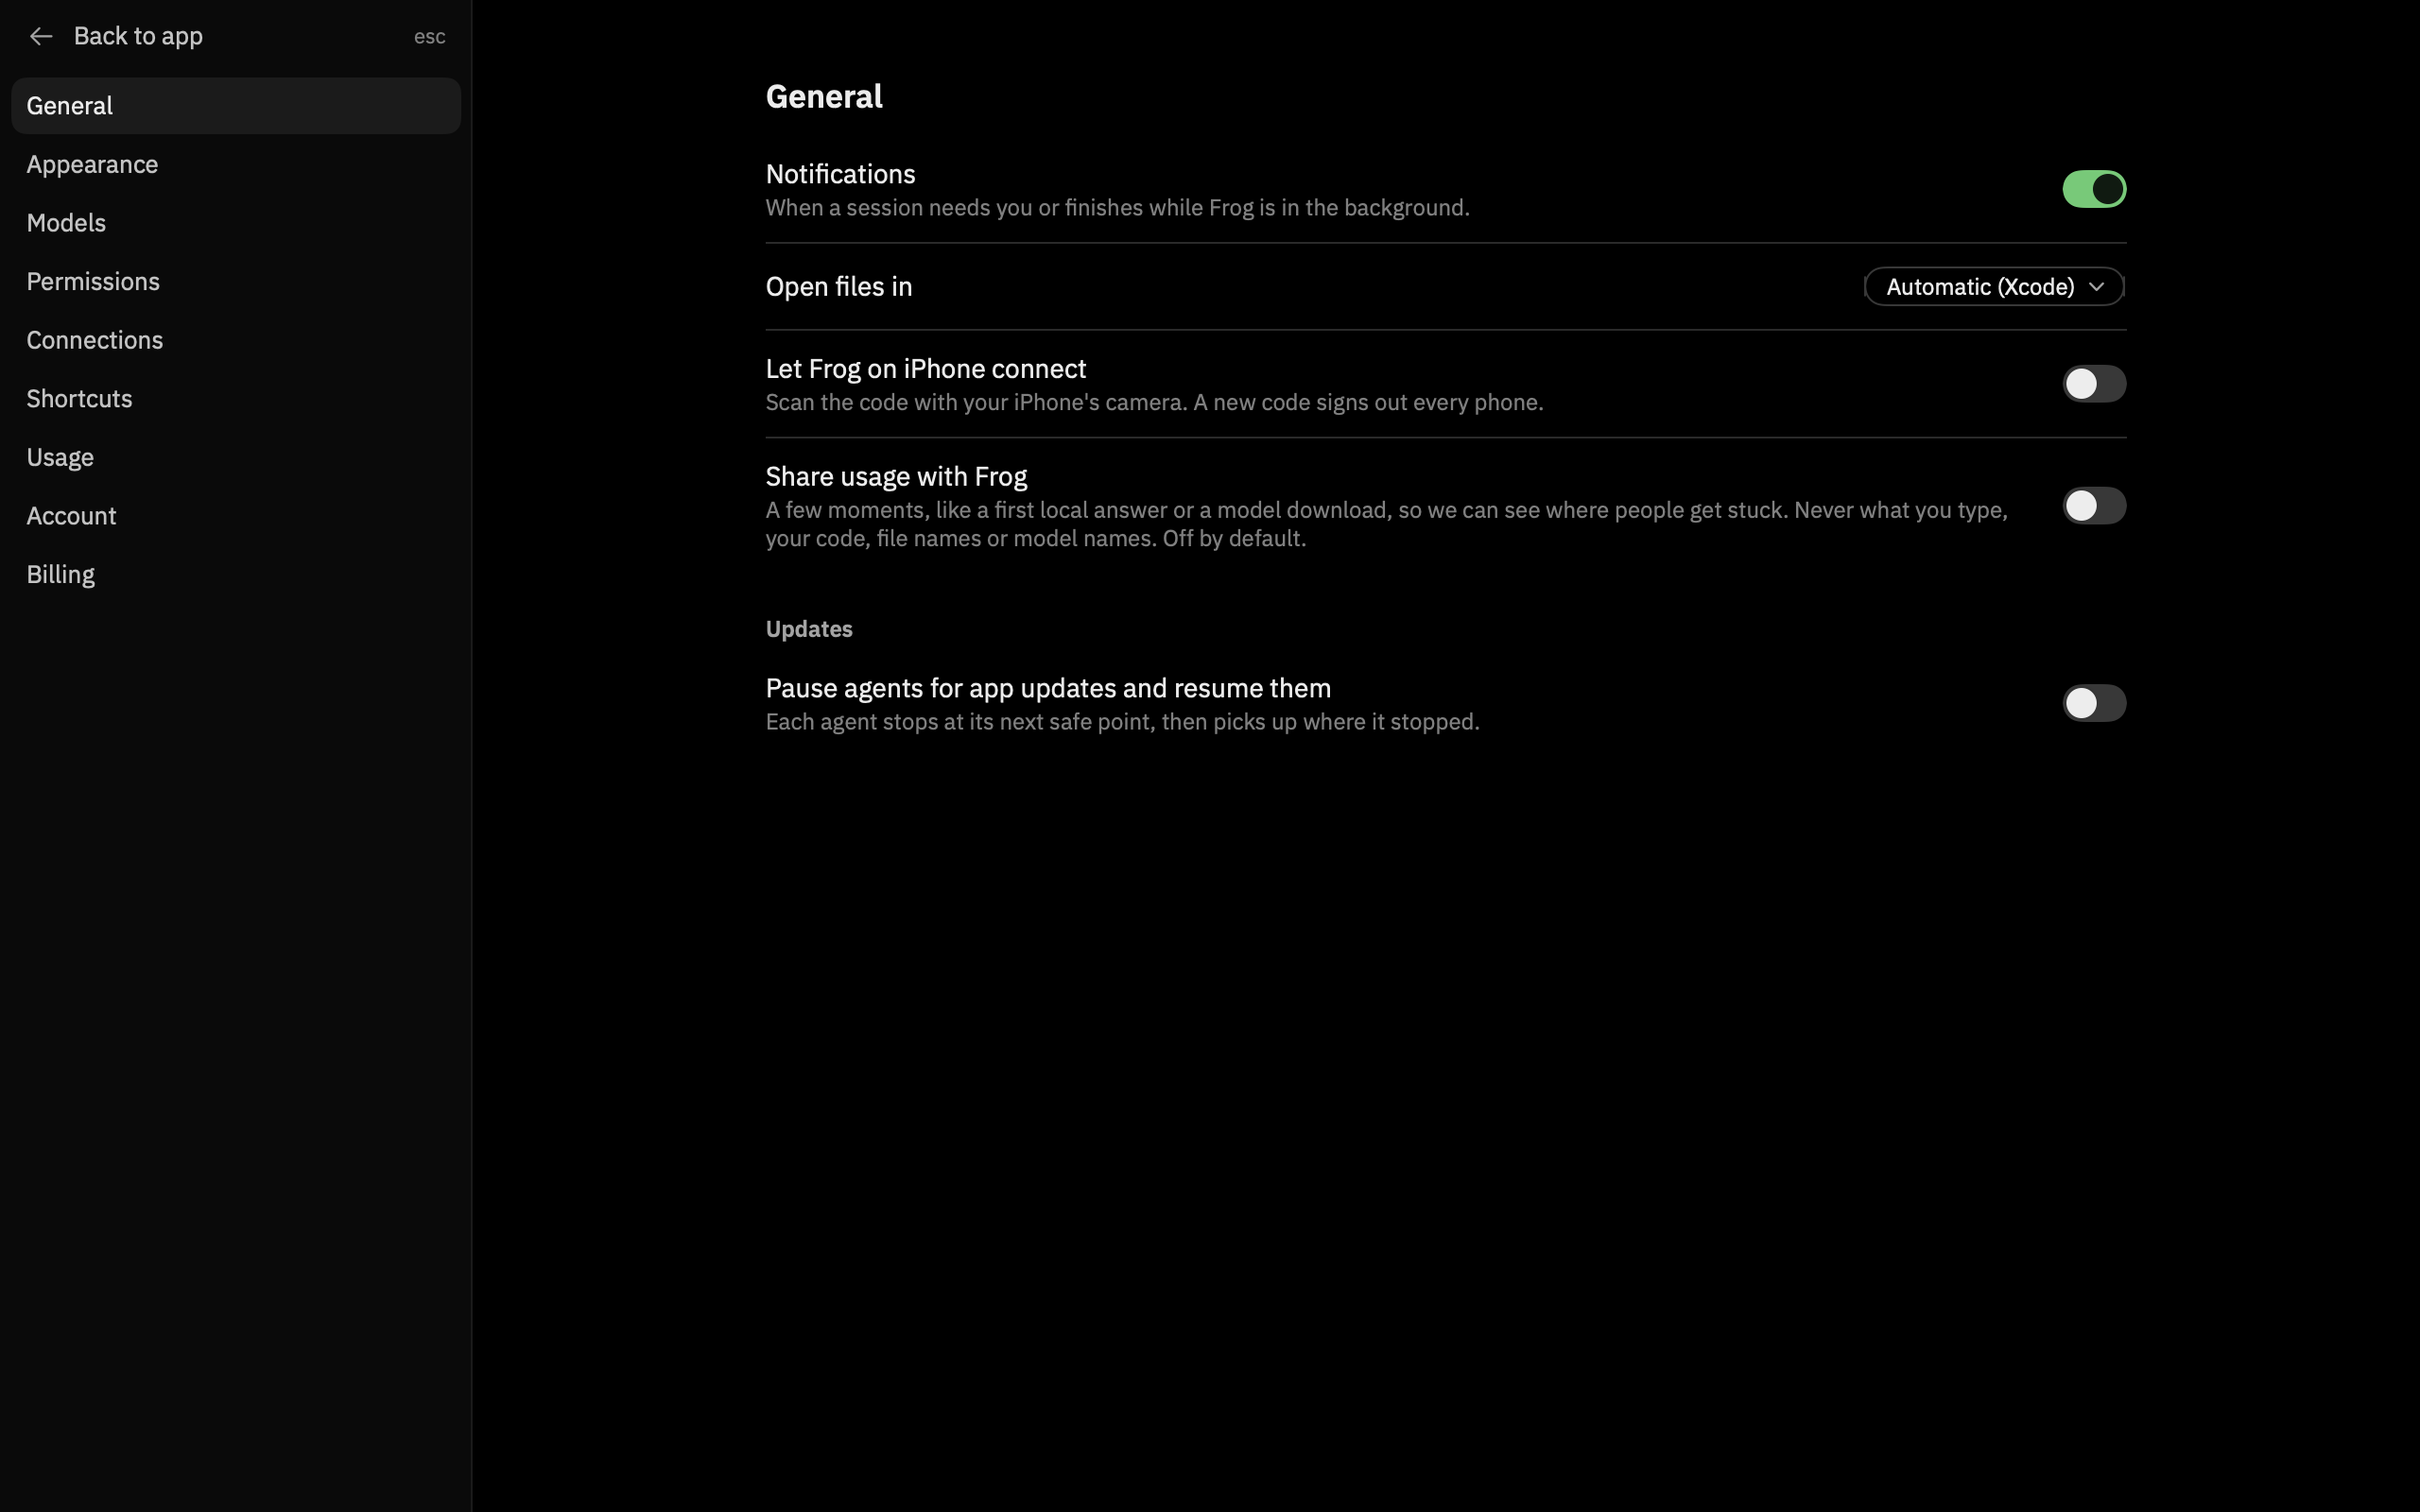 Back to app
esc
General
Appearance
Models
Permissions
Connections
Shortcuts
Usage
Account
Billing
General
Notifications
When a session needs you or finishes while Frog is in the background.
Open files in
Automatic (Xcode)
Let Frog on iPhone connect
Scan the code with your iPhone's camera. A new code signs out every phone.
Share usage with Frog
A few moments, like a first local answer or a model download, so we can see where people get stuck. Never what you type,
your code, file names or model names. Off by default.
Updates
Pause agents for app updates and resume them
Each agent stops at its next safe point, then picks up where it stopped.